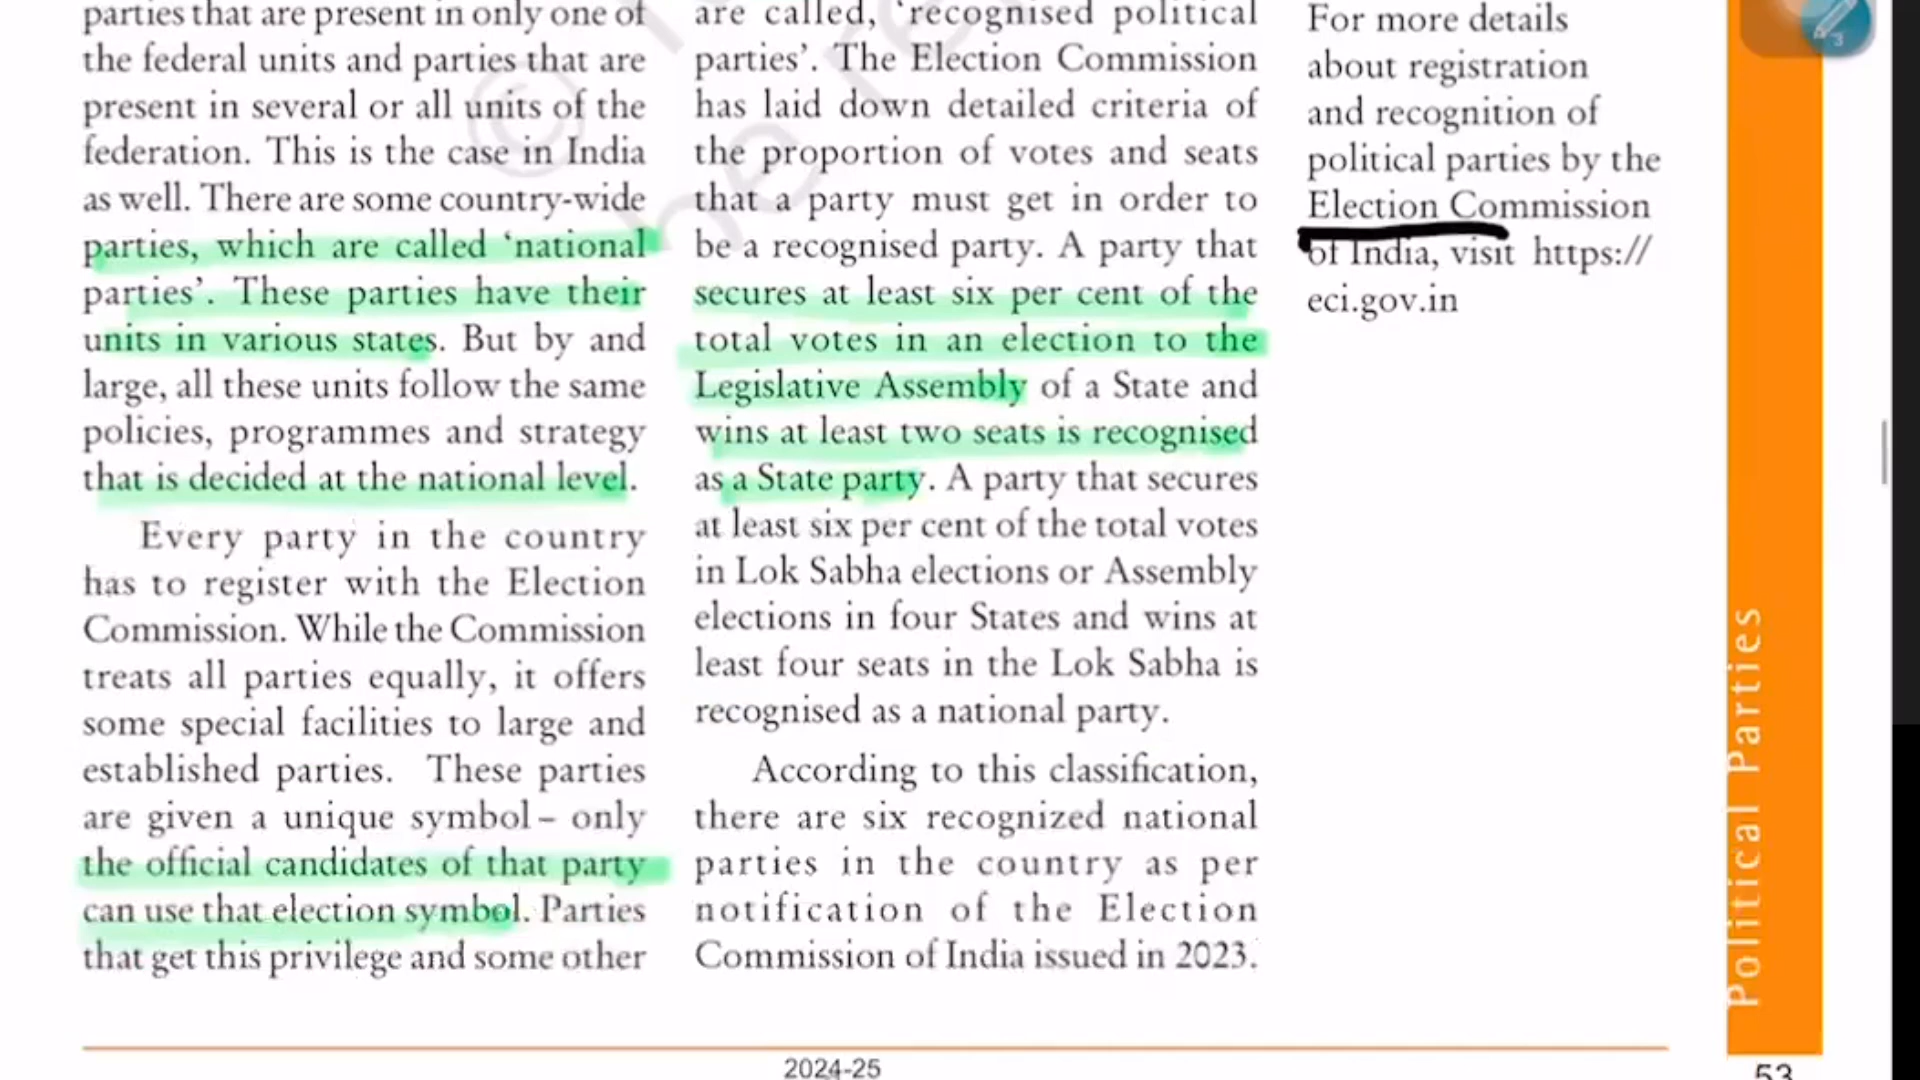 parties that are present in only one of
the federal units and parties that are
present in several or all units of the
federation. This is the case in India
as well. There are some country-wide
parties, which are called ‘national
parties’. These parties have their
units in various states. But by and
large, all these units follow the same
policies, programmes and strategy
that is decided at the national level.
Every party in the country
has to register with the Election
Commission. While the Commission
treats all parties equally, it offers
some special facilities to large and
established parties. These parties
are given a unique symbol – only
the official candidates of that party
can use that election symbol. Parties
that get this privilege and some other
are called, ‘recognised political
parties’. The Election Commission
has laid down detailed criteria of
the proportion of votes and seats
that a party must get in order to
be a recognised party. A party that
secures at least six per cent of the
total votes in an election to the
Legislative Assembly of a State and
wins at least two seats is recognised
as a State party. A party that secures
at least six per cent of the total votes
in Lok Sabha elections or Assembly
elections in four States and wins at
least four seats in the Lok Sabha is
recognised as a national party.
According to this classification,
there are six recognized national
parties in the country as per
notification of the Election
Commission of India issued in 2023.
For more details
about registration
and recognition of
political parties by the
Election Commission
of India, visit https://
eci.gov.in
Political Parties
2024-25
53
3